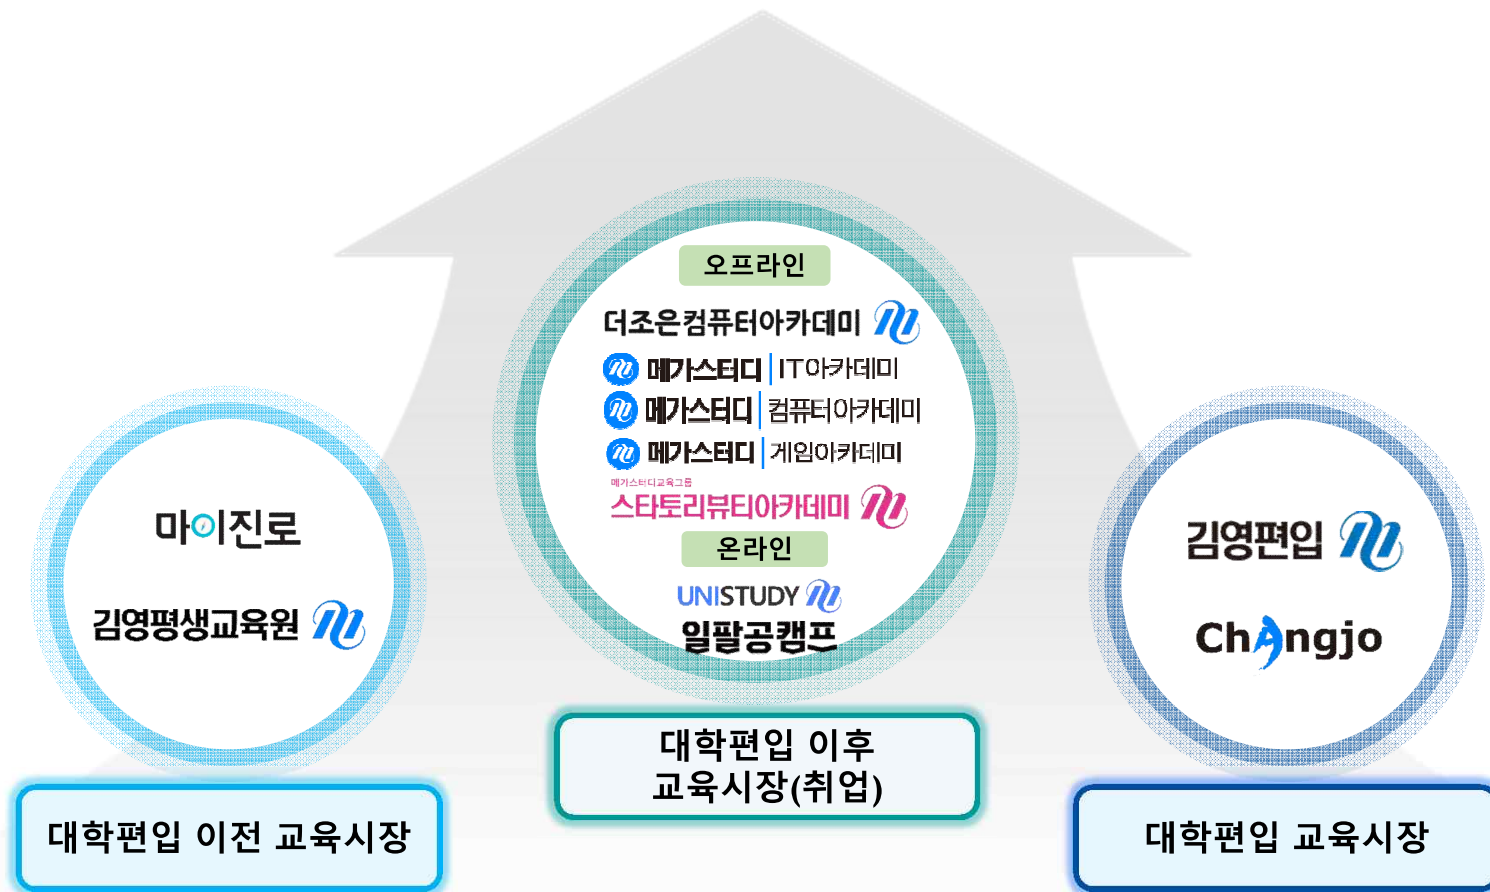 마이진로
김영평생교육원
대학편입 이전 교육시장
오프라인
더조은컴퓨터아카데미
메가스터디 IT아카데미
메가스터디 컴퓨터아카데미
메가스터디 게임아카데미
메가스터디교육그룹
스타토리뷰티아카데미
온라인
UNISTUDY
일팔공캠프
대학편입 이후
교육시장(취업)
김영편입
Changjo
대학편입 교육시장